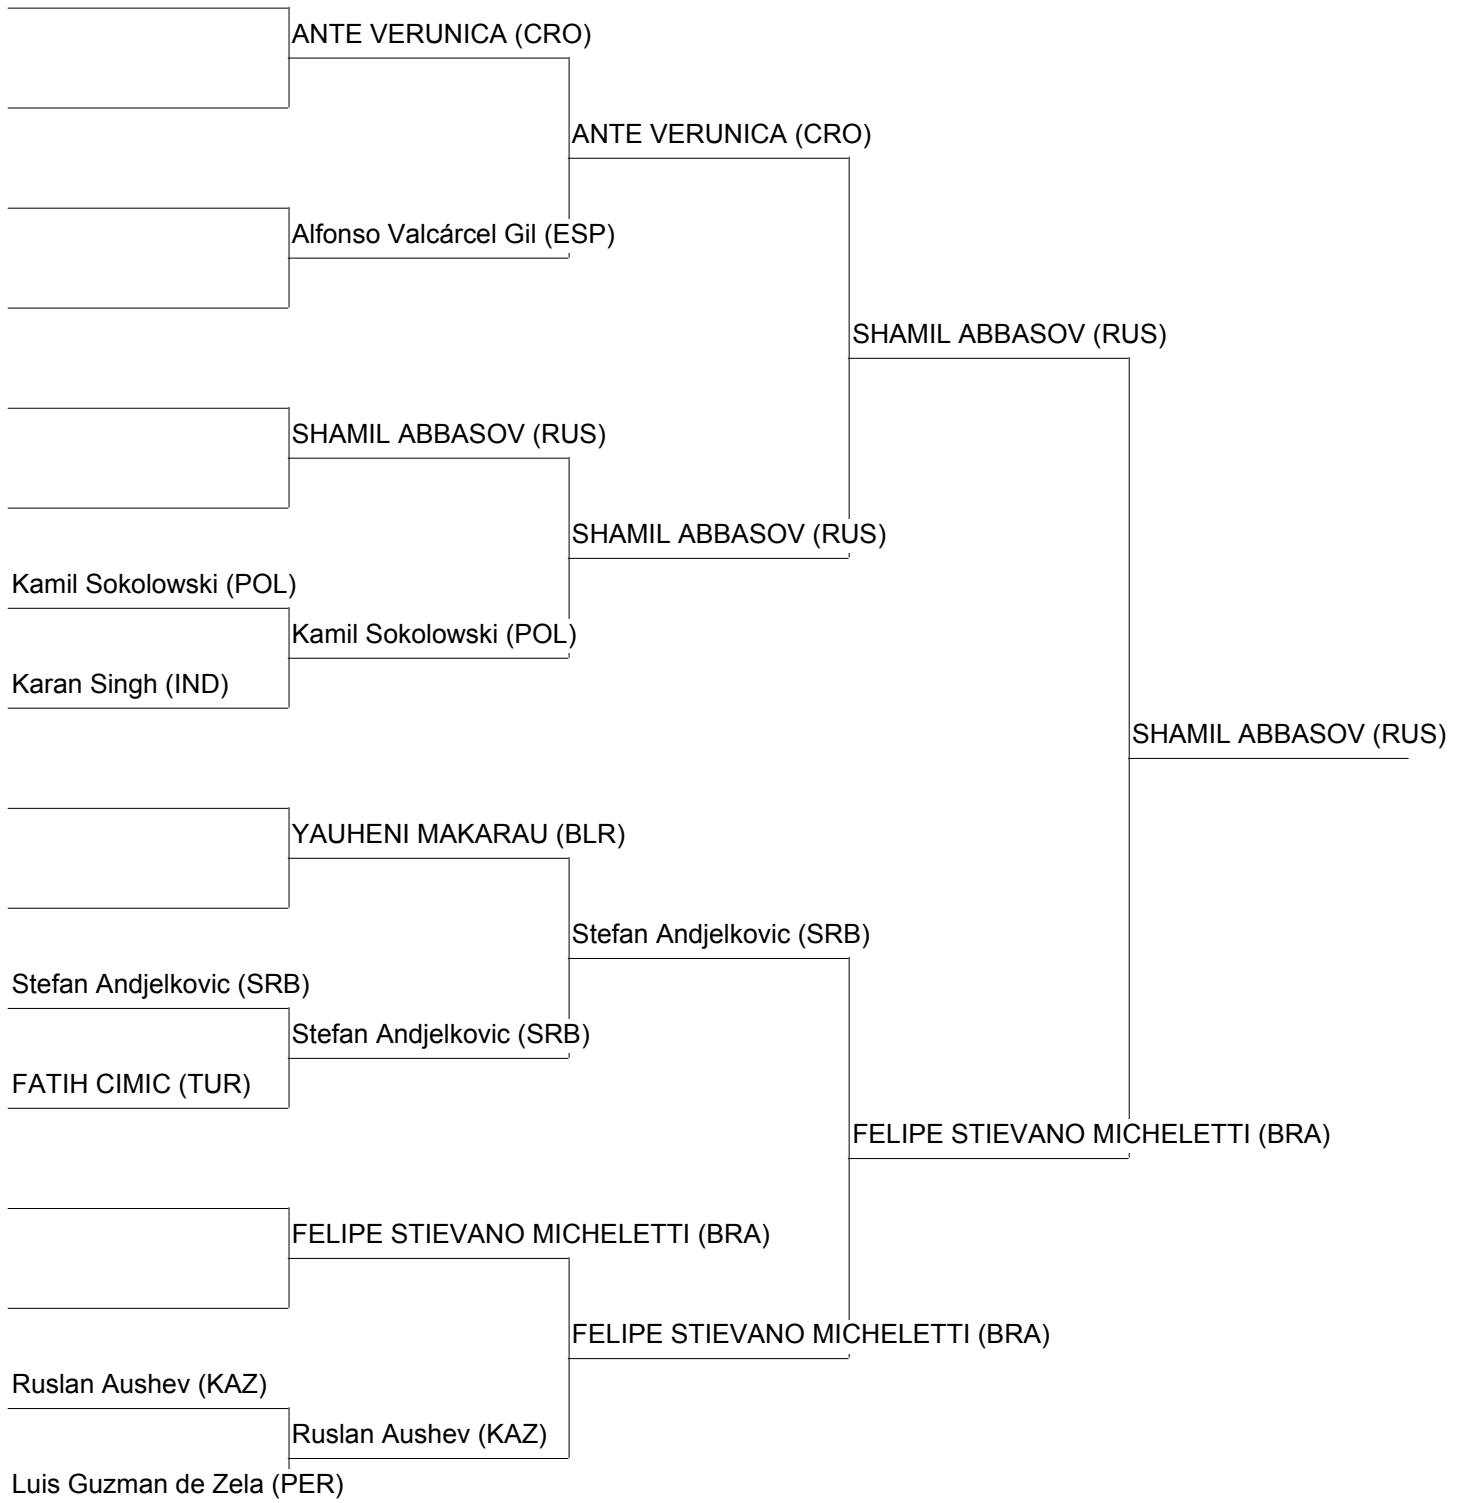 ANTE VERUNICA (CRO)
ANTE VERUNICA (CRO)
Alfonso Valcárcel Gil (ESP)
SHAMIL ABBASOV (RUS)
SHAMIL ABBASOV (RUS)
SHAMIL ABBASOV (RUS)
Kamil Sokolowski (POL)
Kamil Sokolowski (POL)
Karan Singh (IND)
SHAMIL ABBASOV (RUS)
YAUHENI MAKARAU (BLR)
Stefan Andjelkovic (SRB)
Stefan Andjelkovic (SRB)
Stefan Andjelkovic (SRB)
FATIH CIMIC (TUR)
FELIPE STIEVANO MICHELETTI (BRA)
FELIPE STIEVANO MICHELETTI (BRA)
FELIPE STIEVANO MICHELETTI (BRA)
Ruslan Aushev (KAZ)
Ruslan Aushev (KAZ)
Luis Guzman de Zela (PER)